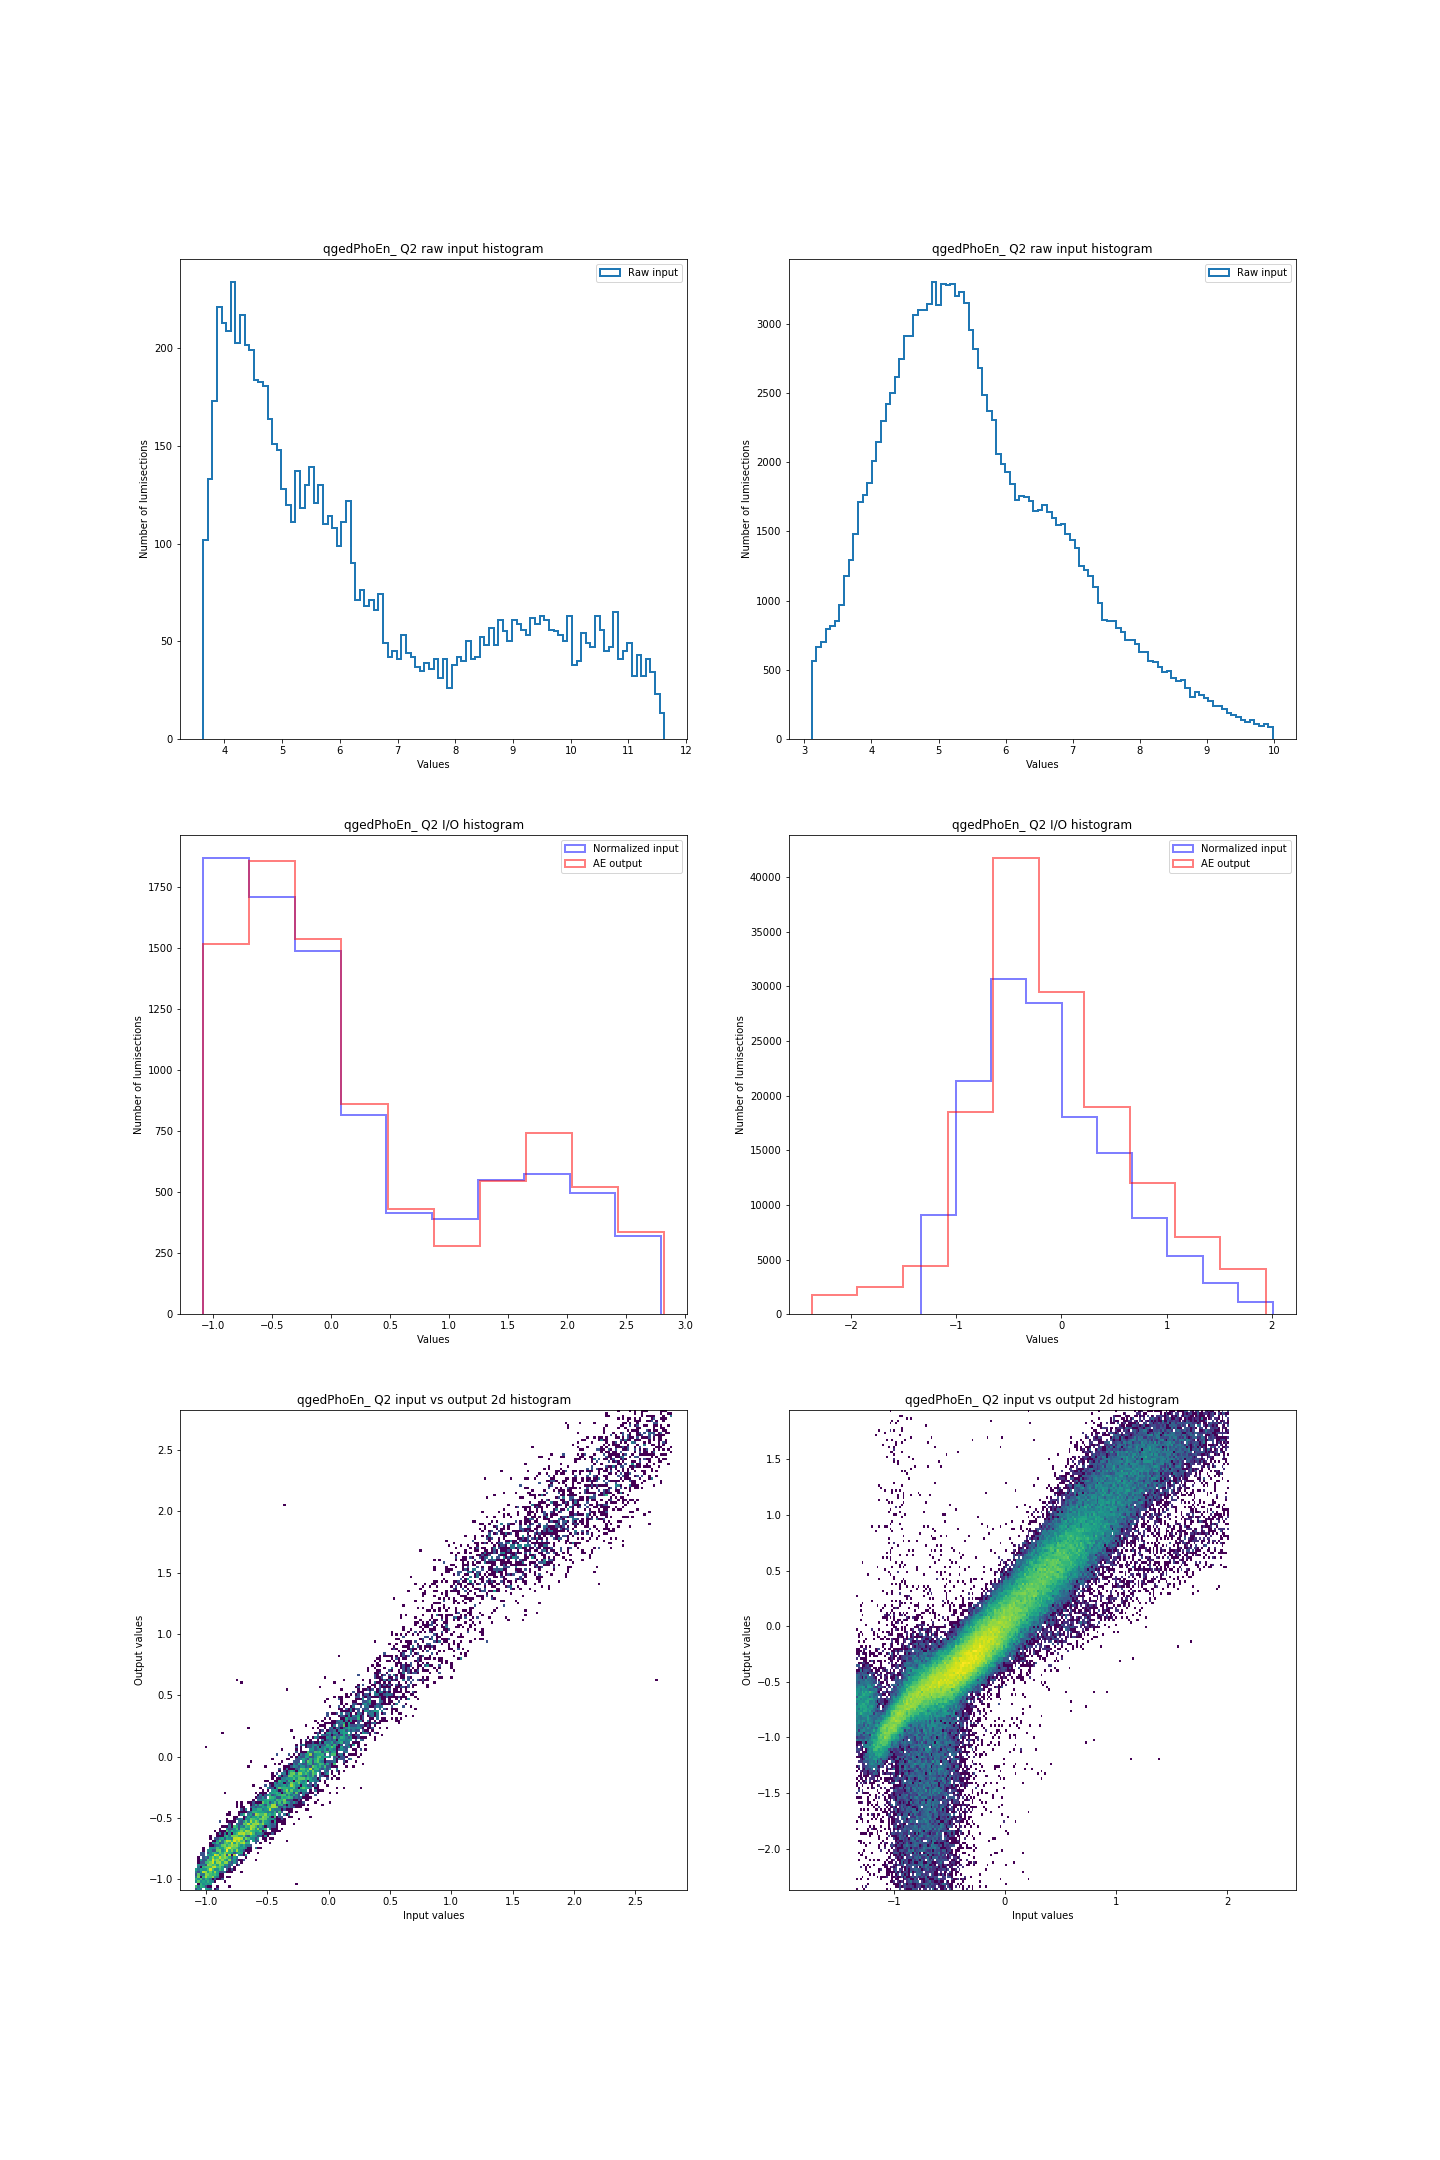 qgedPhoEn_ Q2 raw input histogram
Raw input
Number of lumisections
200
150
100
50
0
4 5 6 7 8 9 10 11 12
Values
qgedPhoEn_ Q2 raw input histogram
Raw input
Number of lumisections
3000
2500
2000
1500
1000
500
0
3 4 5 6 7 8 9 10
Values
qgedPhoEn_ Q2 I/O histogram
Normalized input
AE output
Number of lumisections
1750
1500
1250
1000
750
500
250
0
−1.0 −0.5 0.0 0.5 1.0 1.5 2.0 2.5 3.0
Values
qgedPhoEn_ Q2 I/O histogram
Normalized input
AE output
Number of lumisections
40000
35000
30000
25000
20000
15000
10000
5000
0
−2 −1 0 1 2
Values
qgedPhoEn_ Q2 input vs output 2d histogram
Output values
2.5
2.0
1.5
1.0
0.5
0.0
−0.5
−1.0
−1.0 −0.5 0.0 0.5 1.0 1.5 2.0 2.5
Input values
qgedPhoEn_ Q2 input vs output 2d histogram
Output values
1.5
1.0
0.5
0.0
−0.5
−1.0
−1.5
−2.0
−1 0 1 2
Input values